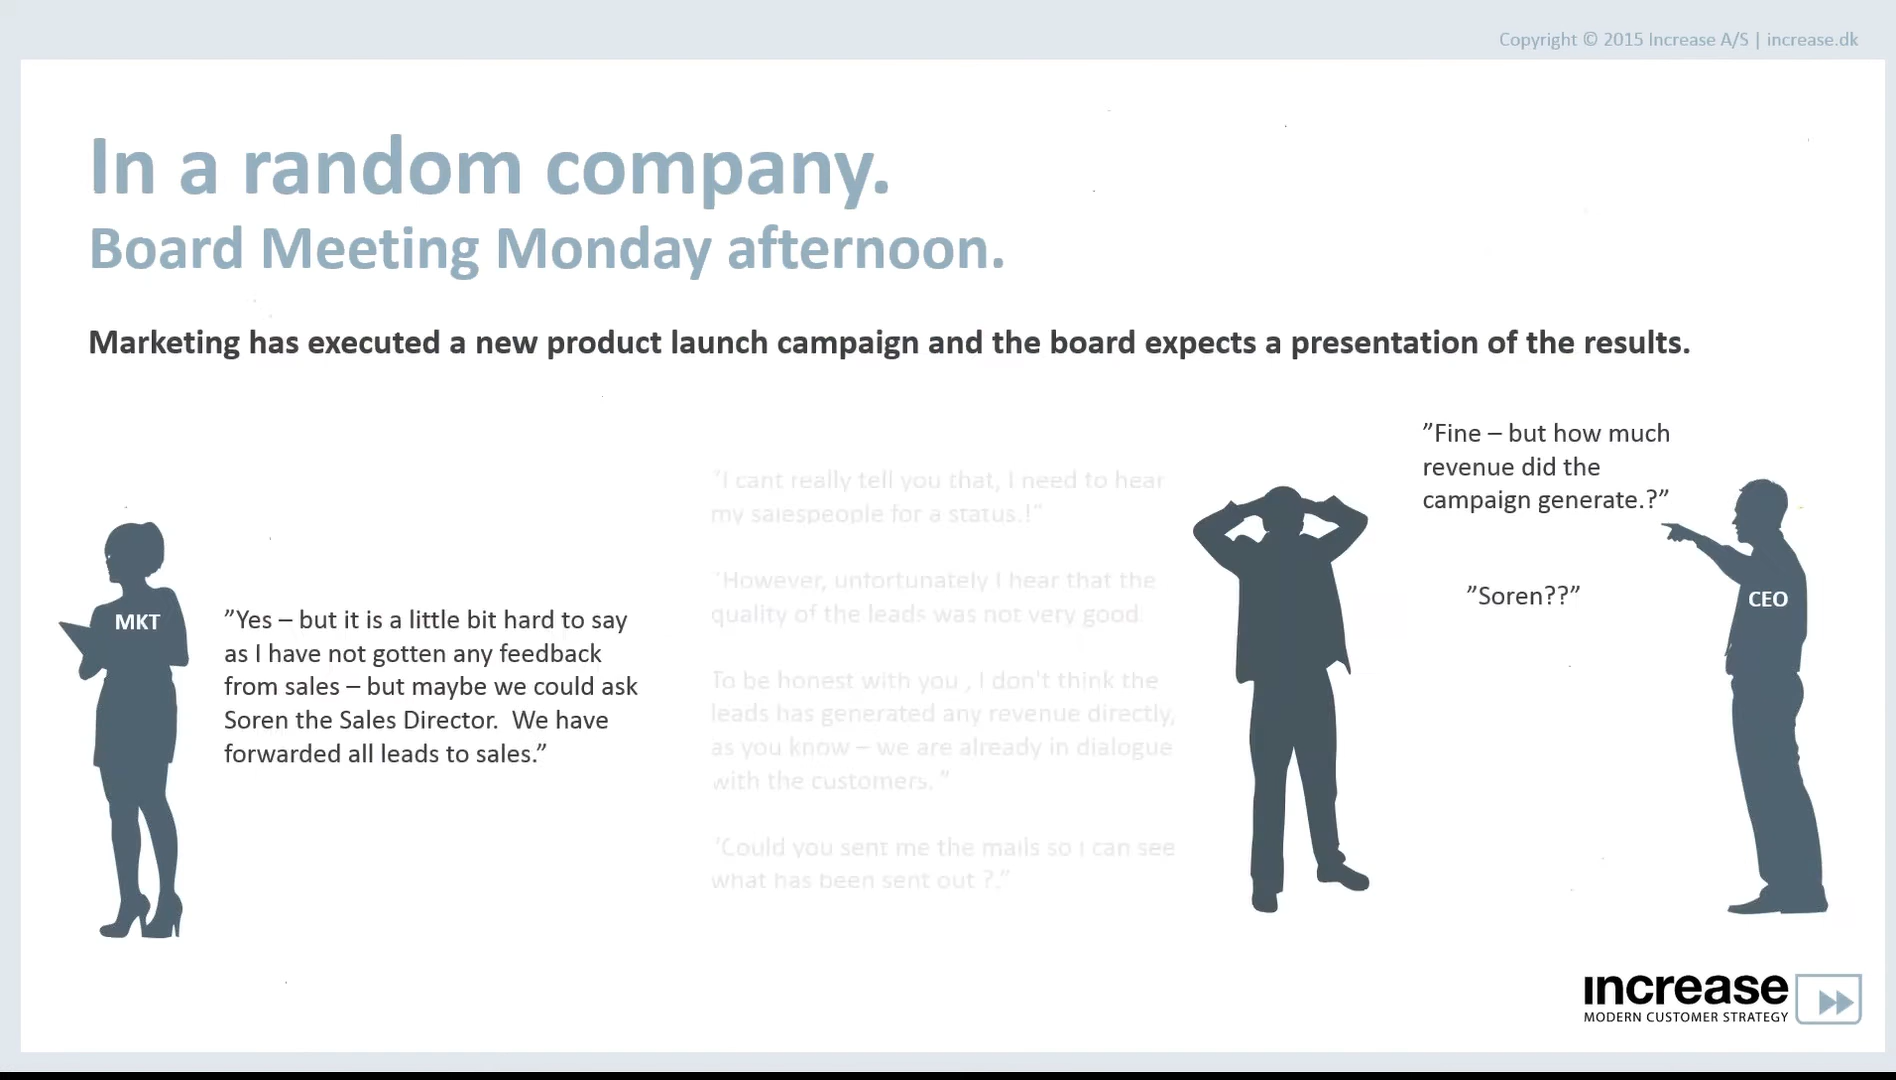 Copyright © 2015 Increase A/S | increase.dk
In a random company.
Board Meeting Monday afternoon.
Marketing has executed a new product launch campaign and the board expects a presentation of the results.
”Fine – but how much
revenue did the
campaign generate.?”
”Soren??”
CEO
”I cant really tell you that, I need to hear
my salespeople for a status.!”
”However, unfortunately I hear that the
quality of the leads was not very good.
To be honest with you , I don't think the
leads has generated any revenue directly,
as you know – we are already in dialogue
with the customers. ”
”Could you sent me the mails so i can see
what has been sent out ?.”
MKT
”Yes – but it is a little bit hard to say
as I have not gotten any feedback
from sales – but maybe we could ask
Soren the Sales Director.  We have
forwarded all leads to sales.”
increase
MODERN CUSTOMER STRATEGY